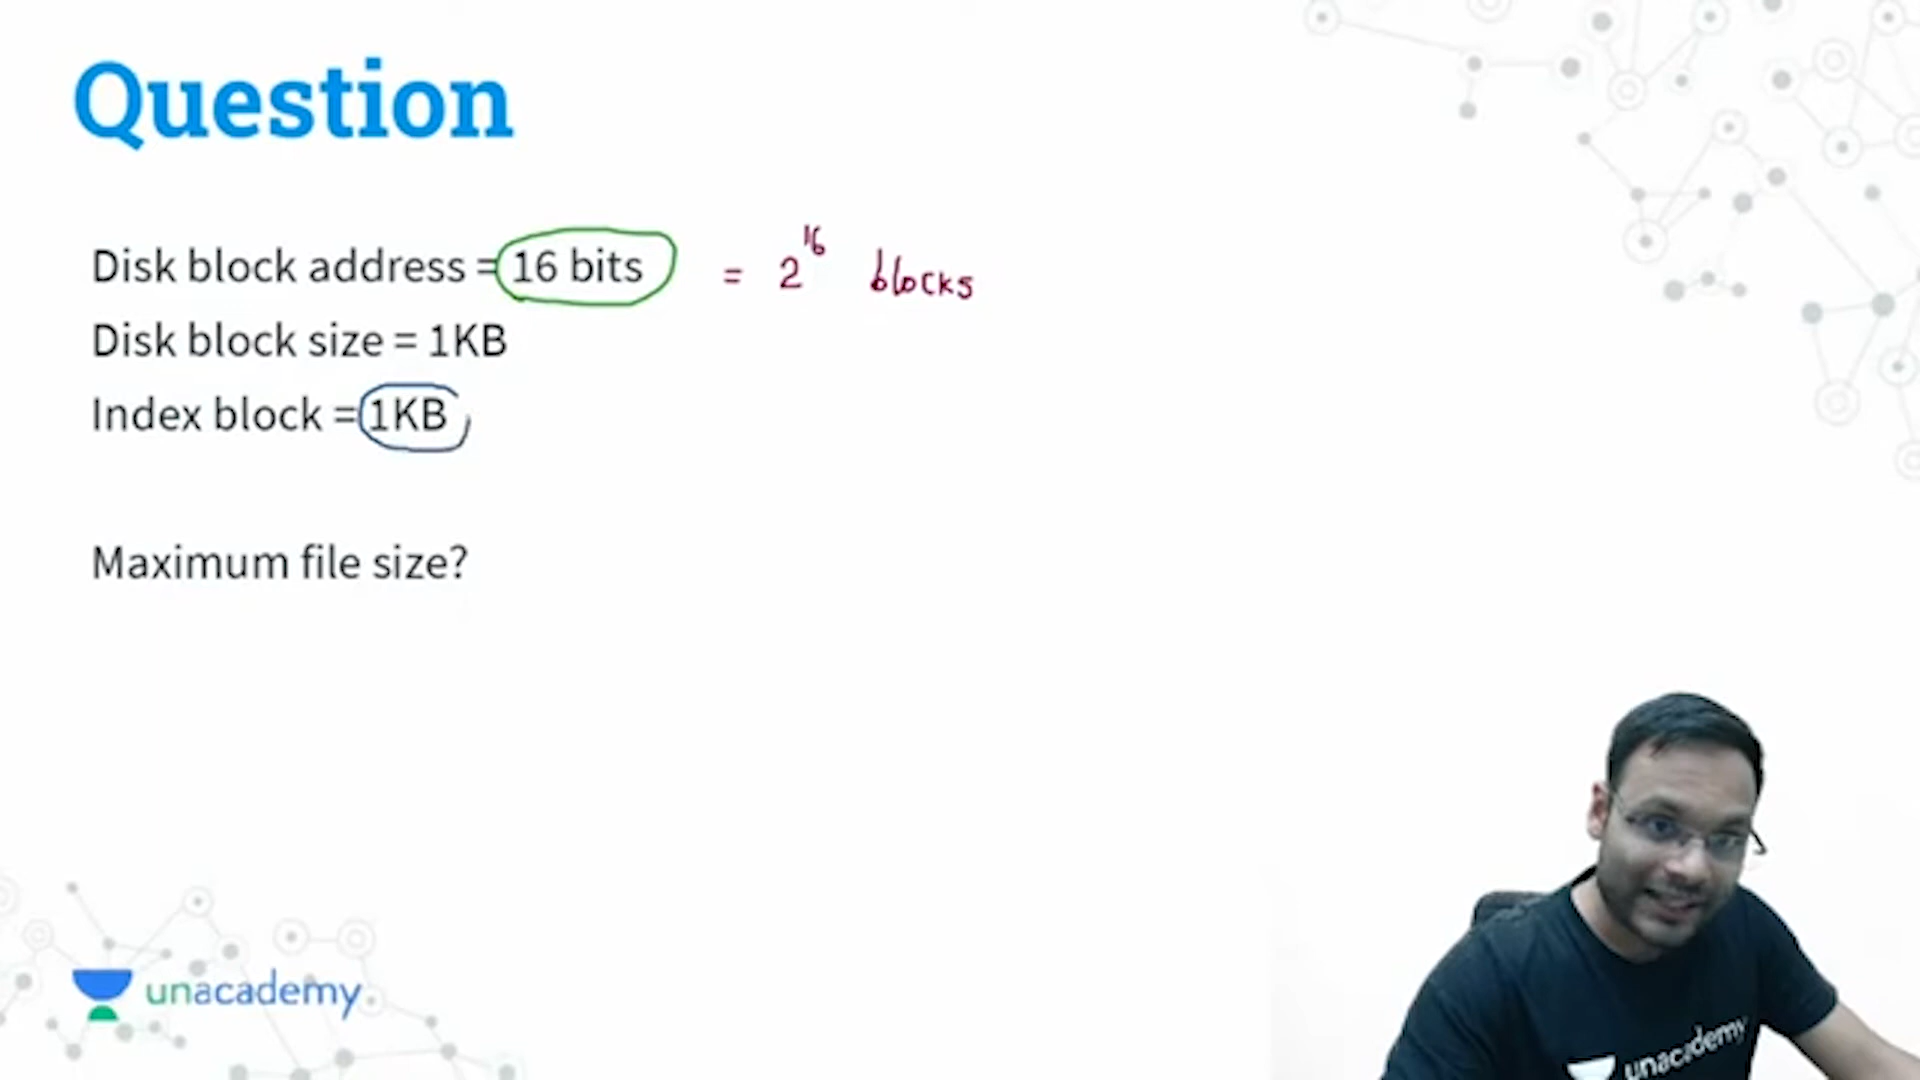 Question
Disk block address = 16 bits = 2^16 blocks
Disk block size = 1KB
Index block = 1KB
Maximum file size?
unacademy
unacademy